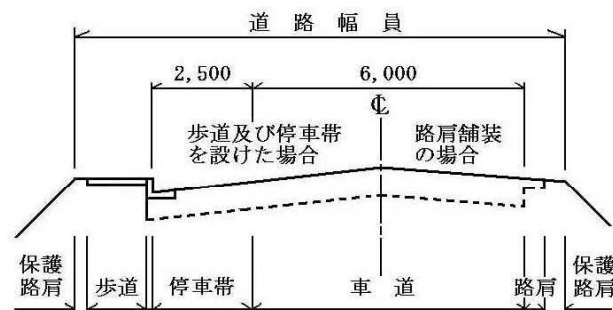 道路幅員
2,500
6,000
℄
歩道及び停車帯
を設けた場合
路肩舗装
の場合
保護
路肩
歩道
停車帯
車道
路肩
保護
路肩